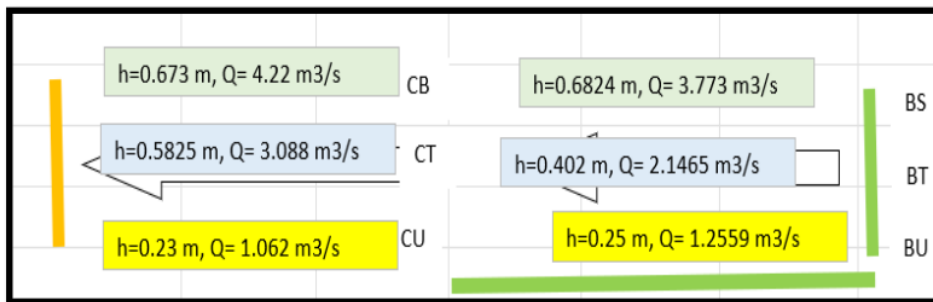 h=0.673 m, Q= 4.22 m3/s
CB
h=0.6824 m, Q= 3.773 m3/s
BS
h=0.5825 m, Q= 3.088 m3/s
CT
h=0.402 m, Q= 2.1465 m3/s
BT
h=0.23 m, Q= 1.062 m3/s
CU
h=0.25 m, Q= 1.2559 m3/s
BU